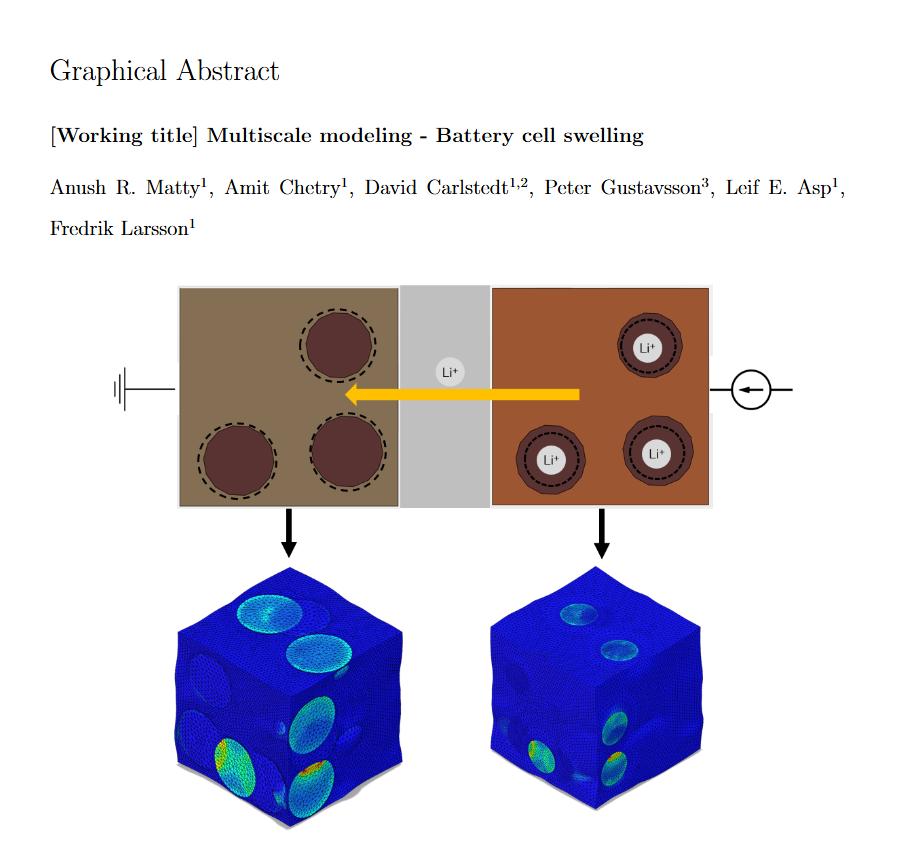 Graphical Abstract
[Working title] Multiscale modeling - Battery cell swelling
Anush R. Matty¹, Amit Chetry¹, David Carlstedt¹,², Peter Gustavsson³, Leif E. Asp¹,
Fredrik Larsson¹
Li⁺
Li⁺
Li⁺
Li⁺